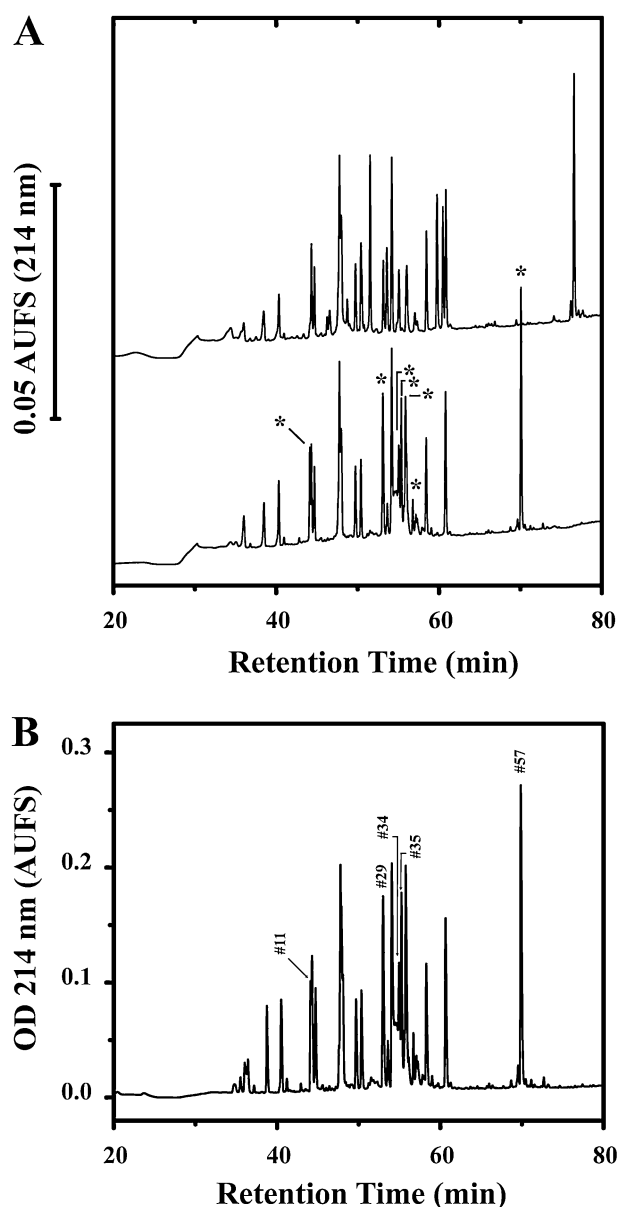 A
0.05 AUFS (214 nm)
*
*
*
*
*
*
*
20 40 60 80
Retention Time (min)
B
OD 214 nm (AUFS)
0.3
0.2
0.1
0.0
#11
#29
#34
#35
#57
20 40 60 80
Retention Time (min)